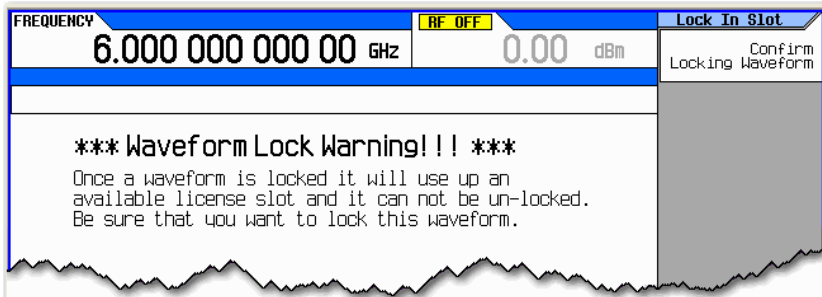 FREQUENCY
6.000 000 000 00 GHz
RF OFF
0.00 dBm
Lock In Slot
Confirm
Locking Waveform
*** Waveform Lock Warning!!! ***
Once a waveform is locked it will use up an
available license slot and it can not be un-locked.
Be sure that you want to lock this waveform.